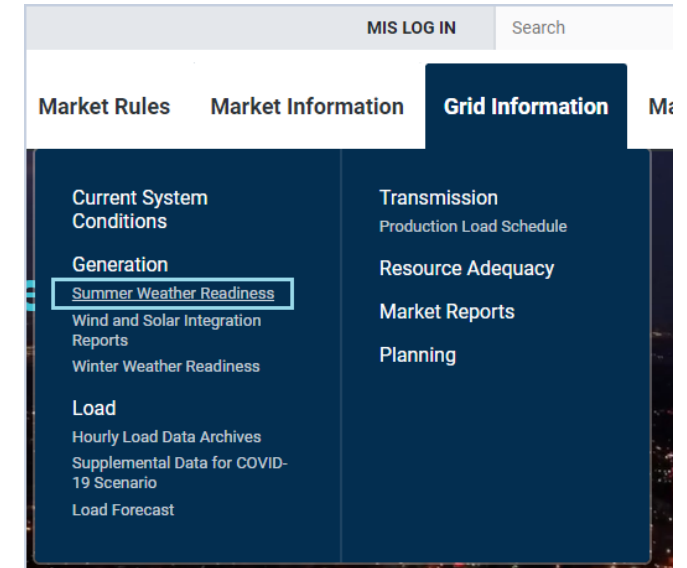 MIS LOG IN
Search
Market Rules
Market Information
Grid Information
Ma
Current System
Conditions
Generation
Summer Weather Readiness
Wind and Solar Integration
Reports
Winter Weather Readiness
Load
Hourly Load Data Archives
Supplemental Data for COVID-
19 Scenario
Load Forecast
Transmission
Production Load Schedule
Resource Adequacy
Market Reports
Planning